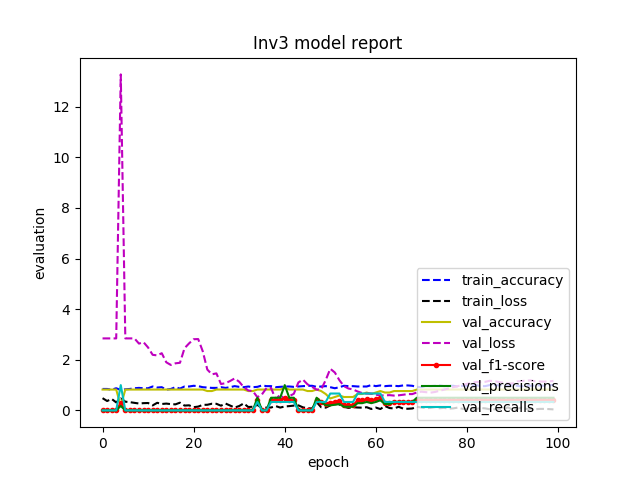 Inv3 model report
evaluation
12
10
8
6
4
2
0
train_accuracy
train_loss
val_accuracy
val_loss
val_f1-score
val_precisions
val_recalls
0 20 40 60 80 100
epoch